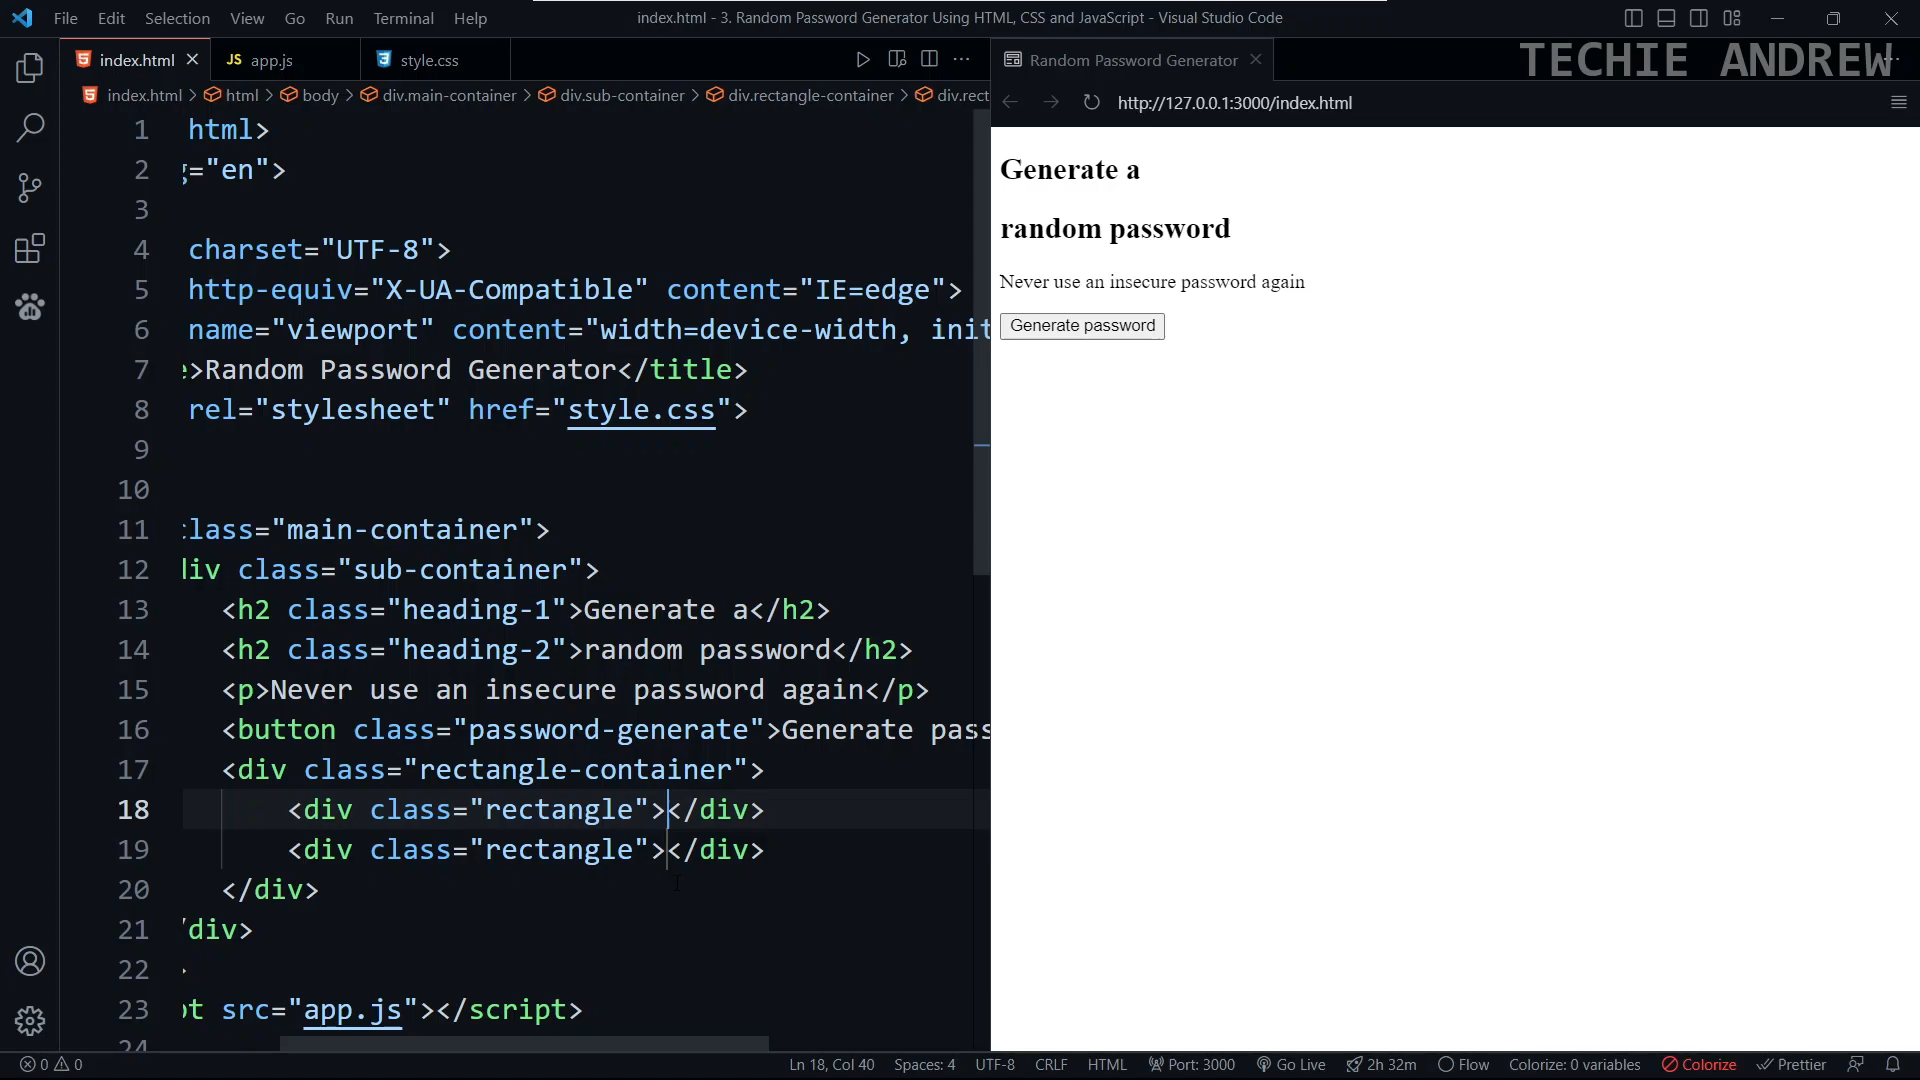 File Edit Selection View Go Run Terminal Help index.html - 3. Random Password Generator Using HTML, CSS and JavaScript - Visual Studio Code
index.html JS app.js style.css
Random Password Generator
TECHIE ANDREW
index.html > html > body > div.main-container > div.sub-container > div.rectangle-container > div.rect
http://127.0.0.1:3000/index.html
1 html>
2 ="en">
3
4 charset="UTF-8">
5 http-equiv="X-UA-Compatible" content="IE=edge">
6 name="viewport" content="width=device-width, init
7 >Random Password Generator</title>
8 rel="stylesheet" href="style.css">
9
10
11 class="main-container">
12 div class="sub-container">
13 <h2 class="heading-1">Generate a</h2>
14 <h2 class="heading-2">random password</h2>
15 <p>Never use an insecure password again</p>
16 <button class="password-generate">Generate pass
17 <div class="rectangle-container">
18 <div class="rectangle"></div>
19 <div class="rectangle"></div>
20 </div>
21 /div>
22 >
23 pt src="app.js"></script>
24
Generate a
random password
Never use an insecure password again
Generate password
0 0 Ln 18, Col 40 Spaces: 4 UTF-8 CRLF HTML Port: 3000 Go Live 2h 32m Flow Colorize: 0 variables Colorize Prettier